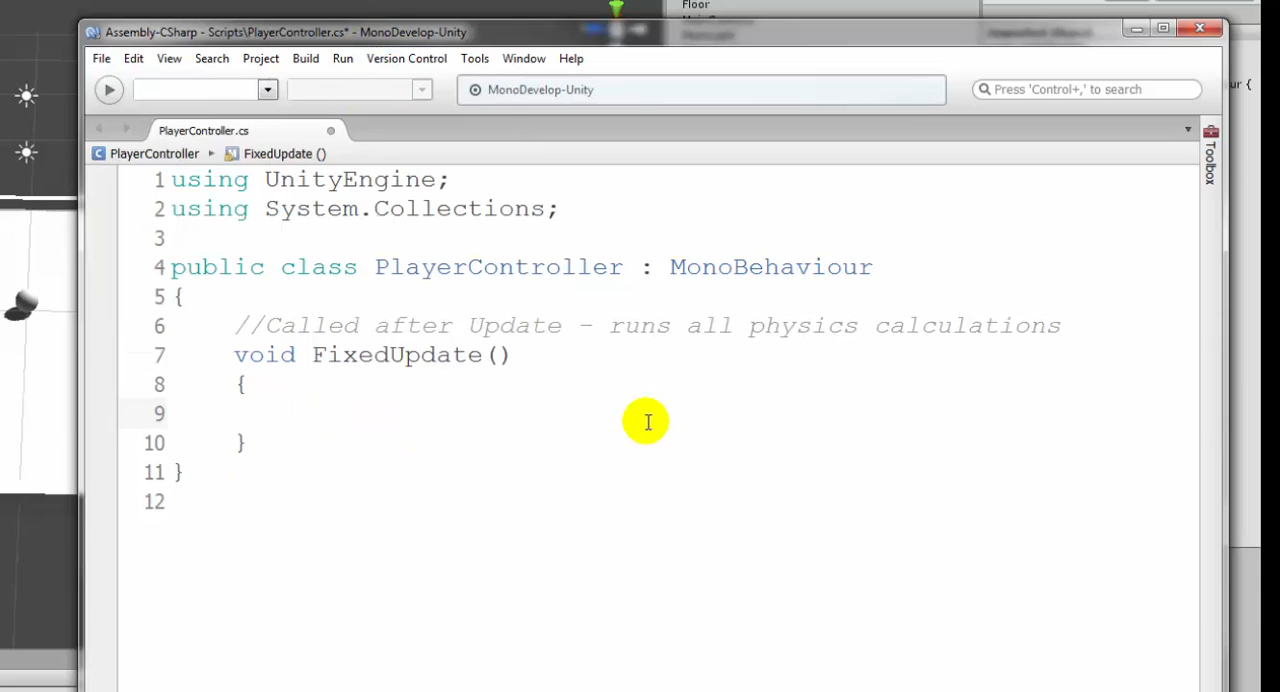 Floor
Assembly-CSharp - Scripts\PlayerController.cs* - MonoDevelop-Unity
File Edit View Search Project Build Run Version Control Tools Window Help
MonoDevelop-Unity
Press 'Control+,' to search
ur {
PlayerController.cs
PlayerController FixedUpdate ()
Toolbox
1 using UnityEngine;
2 using System.Collections;
3
4 public class PlayerController : MonoBehaviour
5 {
6 //Called after Update - runs all physics calculations
7 void FixedUpdate()
8 {
9
10 }
11 }
12